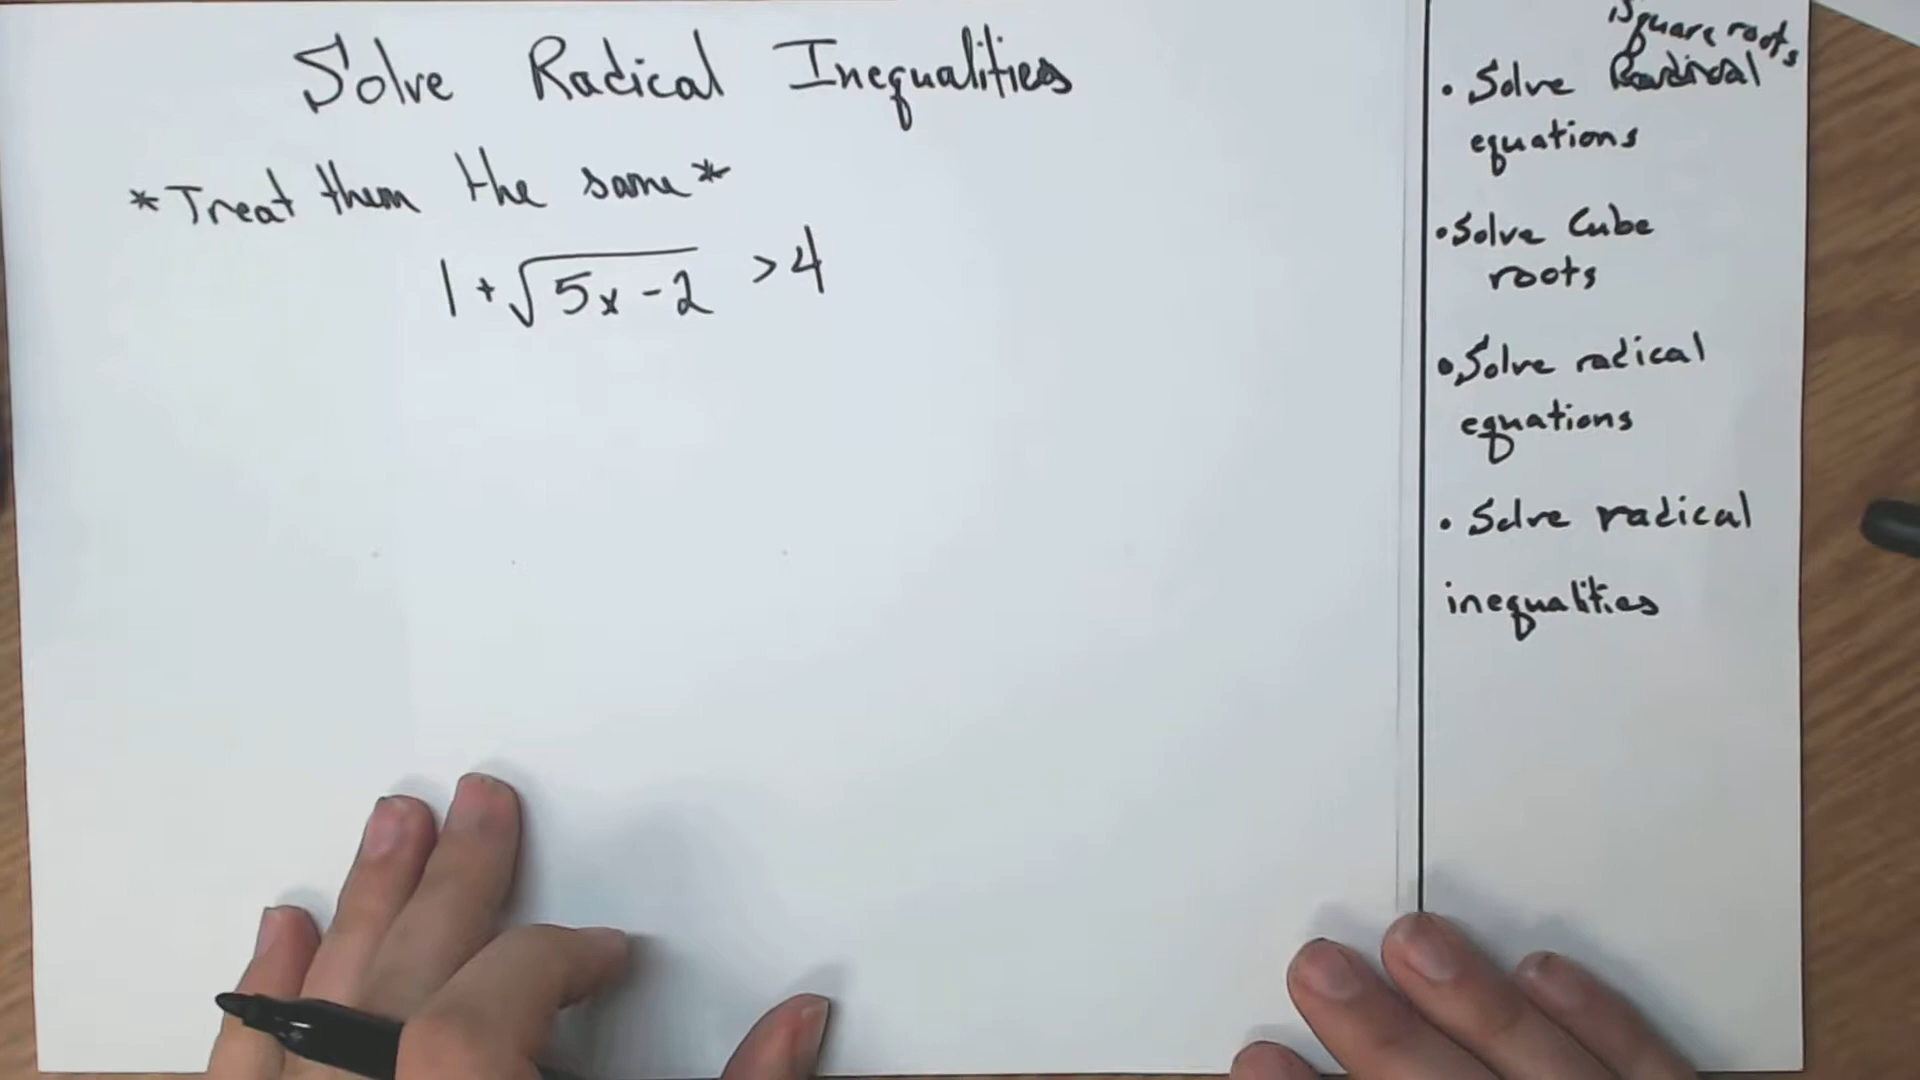 Solve Radical Inequalities
*Treat them the same*
1 + √5x - 2 > 4
Square roots
• Solve Radical
equations
• Solve Cube
roots
• Solve radical
equations
• Solve radical
inequalities